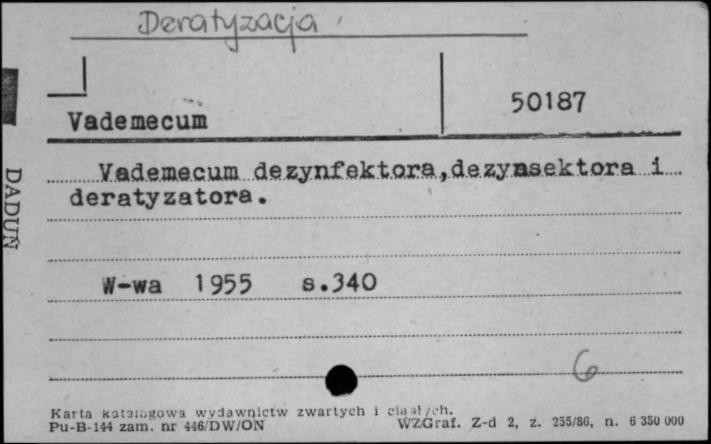 Deratyzacja
50187
Vademecum
Vademecum dezynfektora,dezynsektora i
deratyzatora.
W-wa 1955 s.340
6
Karta katalogowa wydawnictw zwartych i ciągłych.
Pu-B-144 zam. nr 446/DW/ON WZGraf. Z-d 2, z. 255/86, n. 6 350 000
DADUŃ